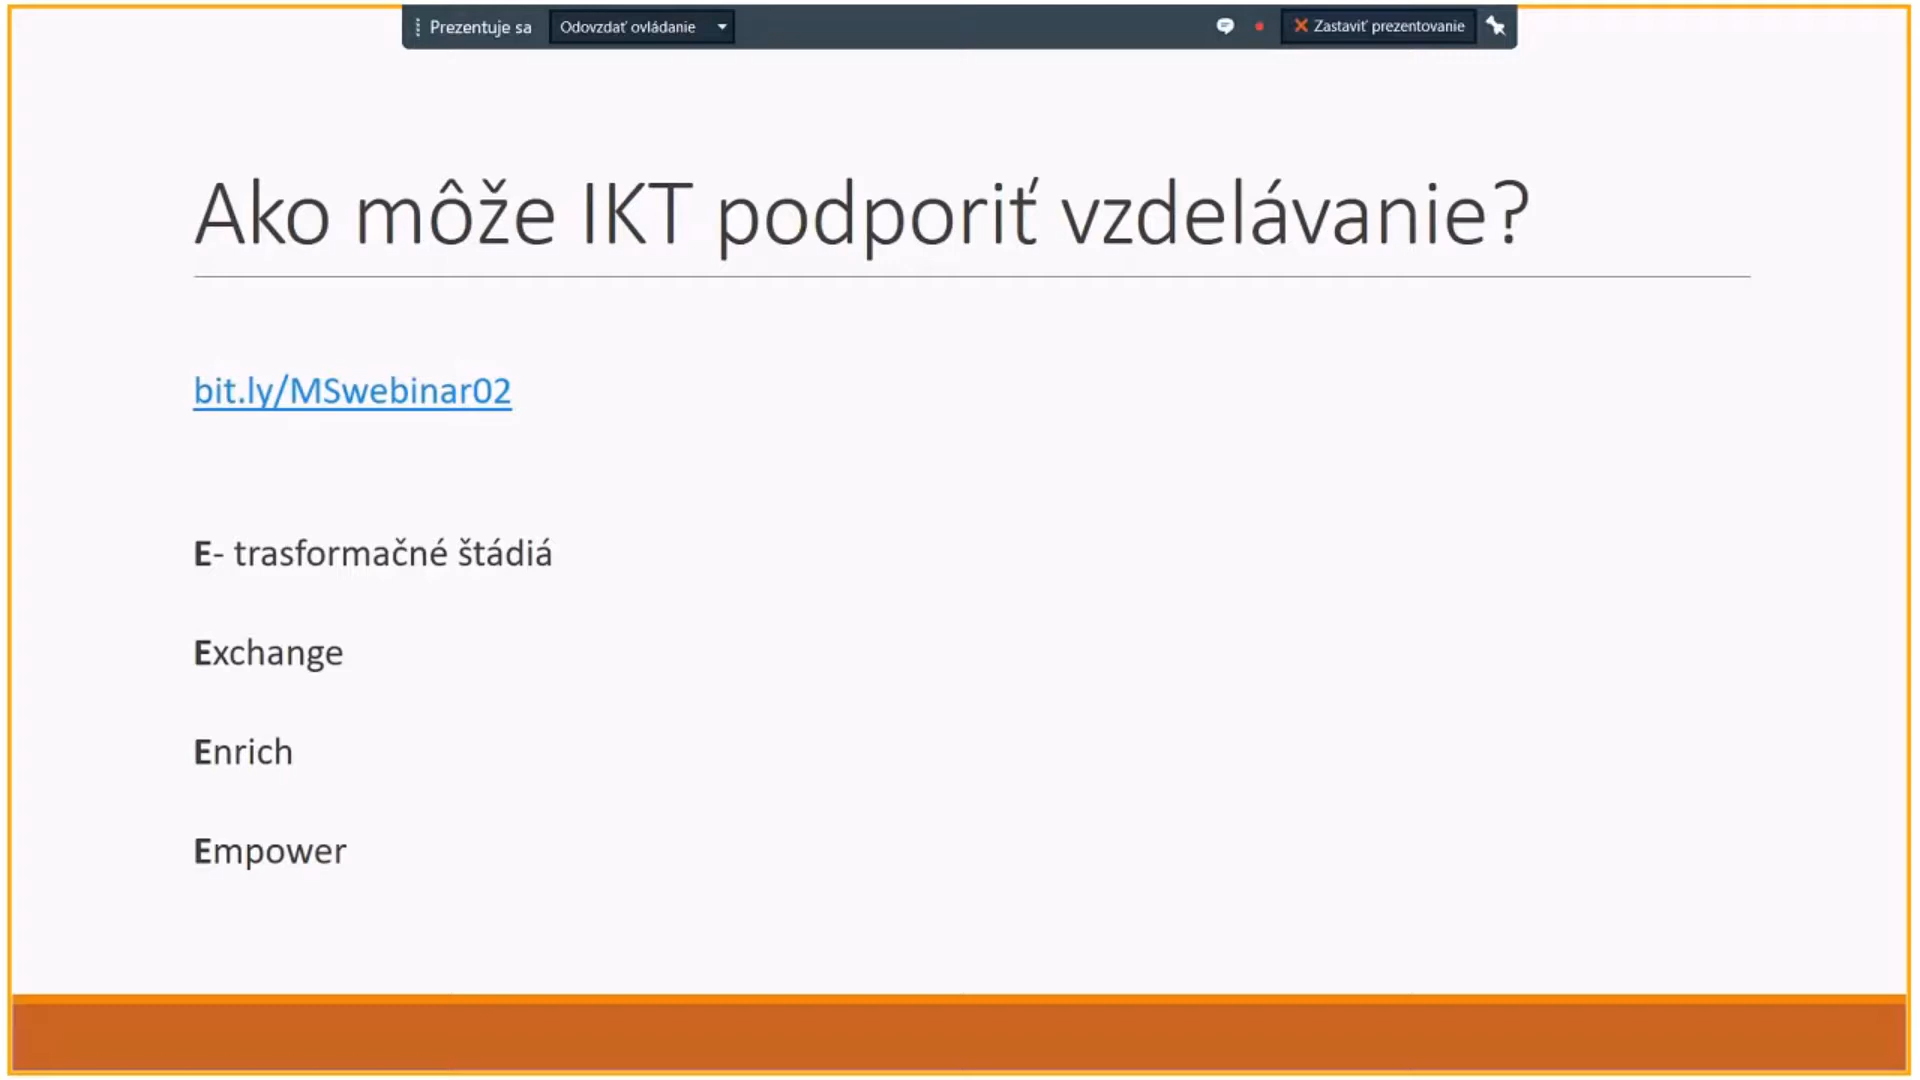 Prezentuje sa Odovzdať ovládanie Zastaviť prezentovanie
Ako môže IKT podporiť vzdelávanie?
bit.ly/MSwebinar02
E- trasformačné štádiá
Exchange
Enrich
Empower